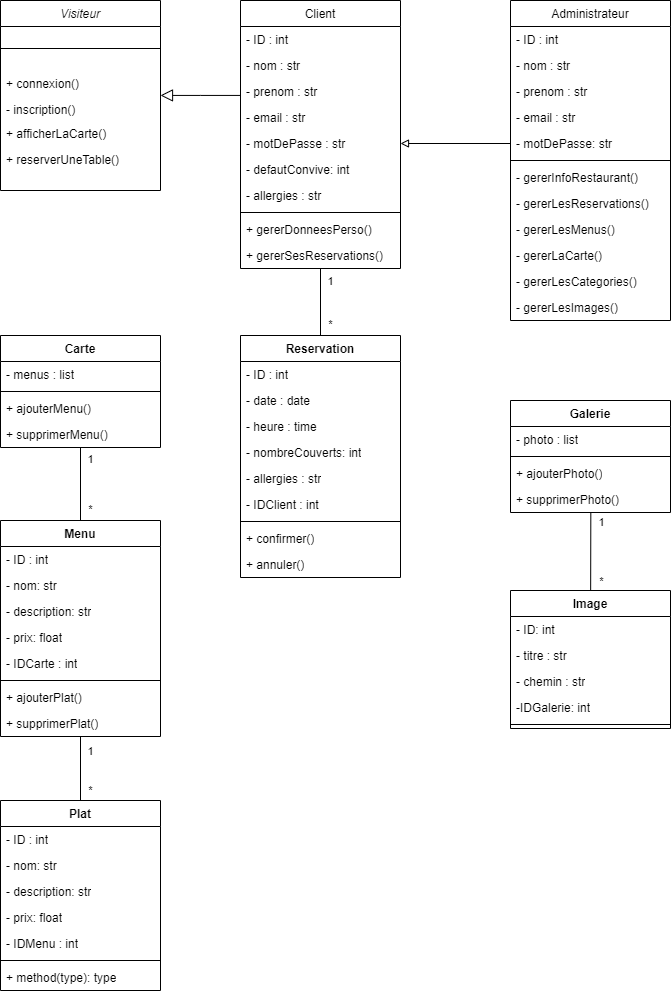 Visiteur
+ connexion()
- inscription()
+ afficherLaCarte()
+ reserverUneTable()
Client
- ID : int
- nom : str
- prenom : str
- email : str
- motDePasse : str
- defautConvive: int
- allergies : str
+ gererDonneesPerso()
+ gererSesReservations()
1
*
Administrateur
- ID : int
- nom : str
- prenom : str
- email : str
- motDePasse: str
- gererInfoRestaurant()
- gererLesReservations()
- gererLesMenus()
- gererLaCarte()
- gererLesCategories()
- gererLesImages()
Carte
- menus : list
+ ajouterMenu()
+ supprimerMenu()
1
*
Reservation
- ID : int
- date : date
- heure : time
- nombreCouverts: int
- allergies : str
- IDClient : int
+ confirmer()
+ annuler()
Galerie
- photo : list
+ ajouterPhoto()
+ supprimerPhoto()
1
*
Menu
- ID : int
- nom: str
- description: str
- prix: float
- IDCarte : int
+ ajouterPlat()
+ supprimerPlat()
1
*
Image
- ID: int
- titre : str
- chemin : str
-IDGalerie: int
Plat
- ID : int
- nom: str
- description: str
- prix: float
- IDMenu : int
+ method(type): type